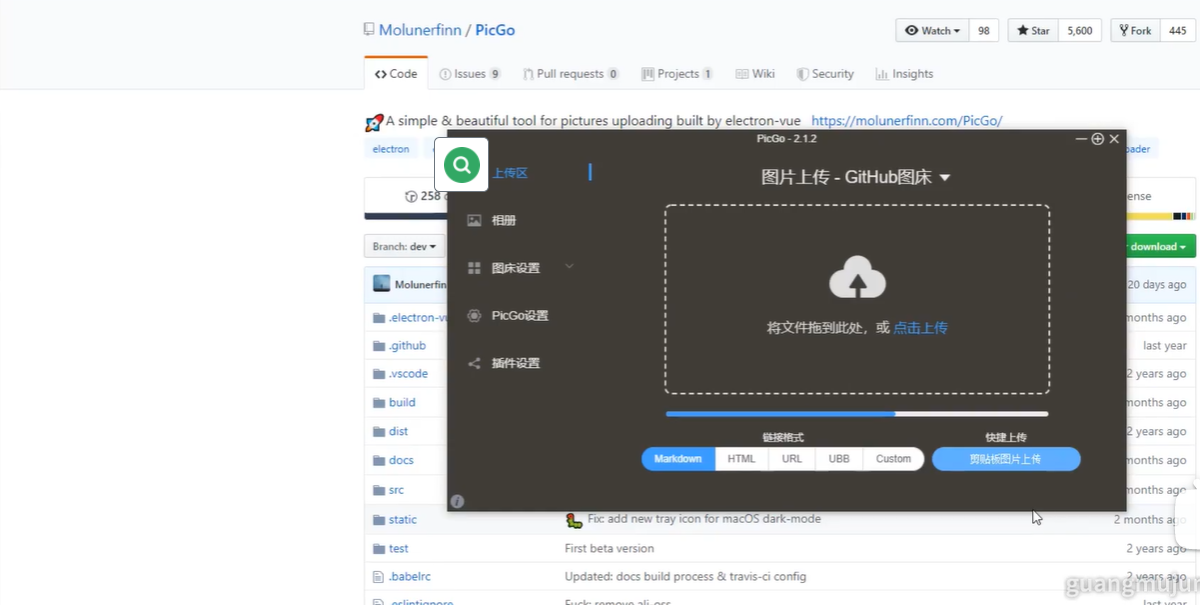 Molunerfinn / PicGo
Watch 98 Star 5,600 Fork 445
Code Issues 9 Pull requests 0 Projects 1 Wiki Security Insights
A simple & beautiful tool for pictures uploading built by electron-vue https://molunerfinn.com/PicGo/
electron
258
Branch: dev
download
Molunerfin
20 days ago
.electron-vu
months ago
.github
last year
.vscode
2 years ago
build
months ago
dist
2 years ago
docs
months ago
src
months ago
static
Fix: add new tray icon for macOS dark-mode
2 months ago
test
First beta version
2 years ago
.babelrc
Updated: docs build process & travis-ci config
2 years ago
.eslintignore
Fuck: remove ali-oss
last year
PicGo - 2.1.2
上传区
相册
图床设置
PicGo设置
插件设置
图片上传 - GitHub图床
将文件拖到此处，或 点击上传
链接格式
快捷上传
Markdown HTML URL UBB Custom
剪贴板图片上传
guangmujun